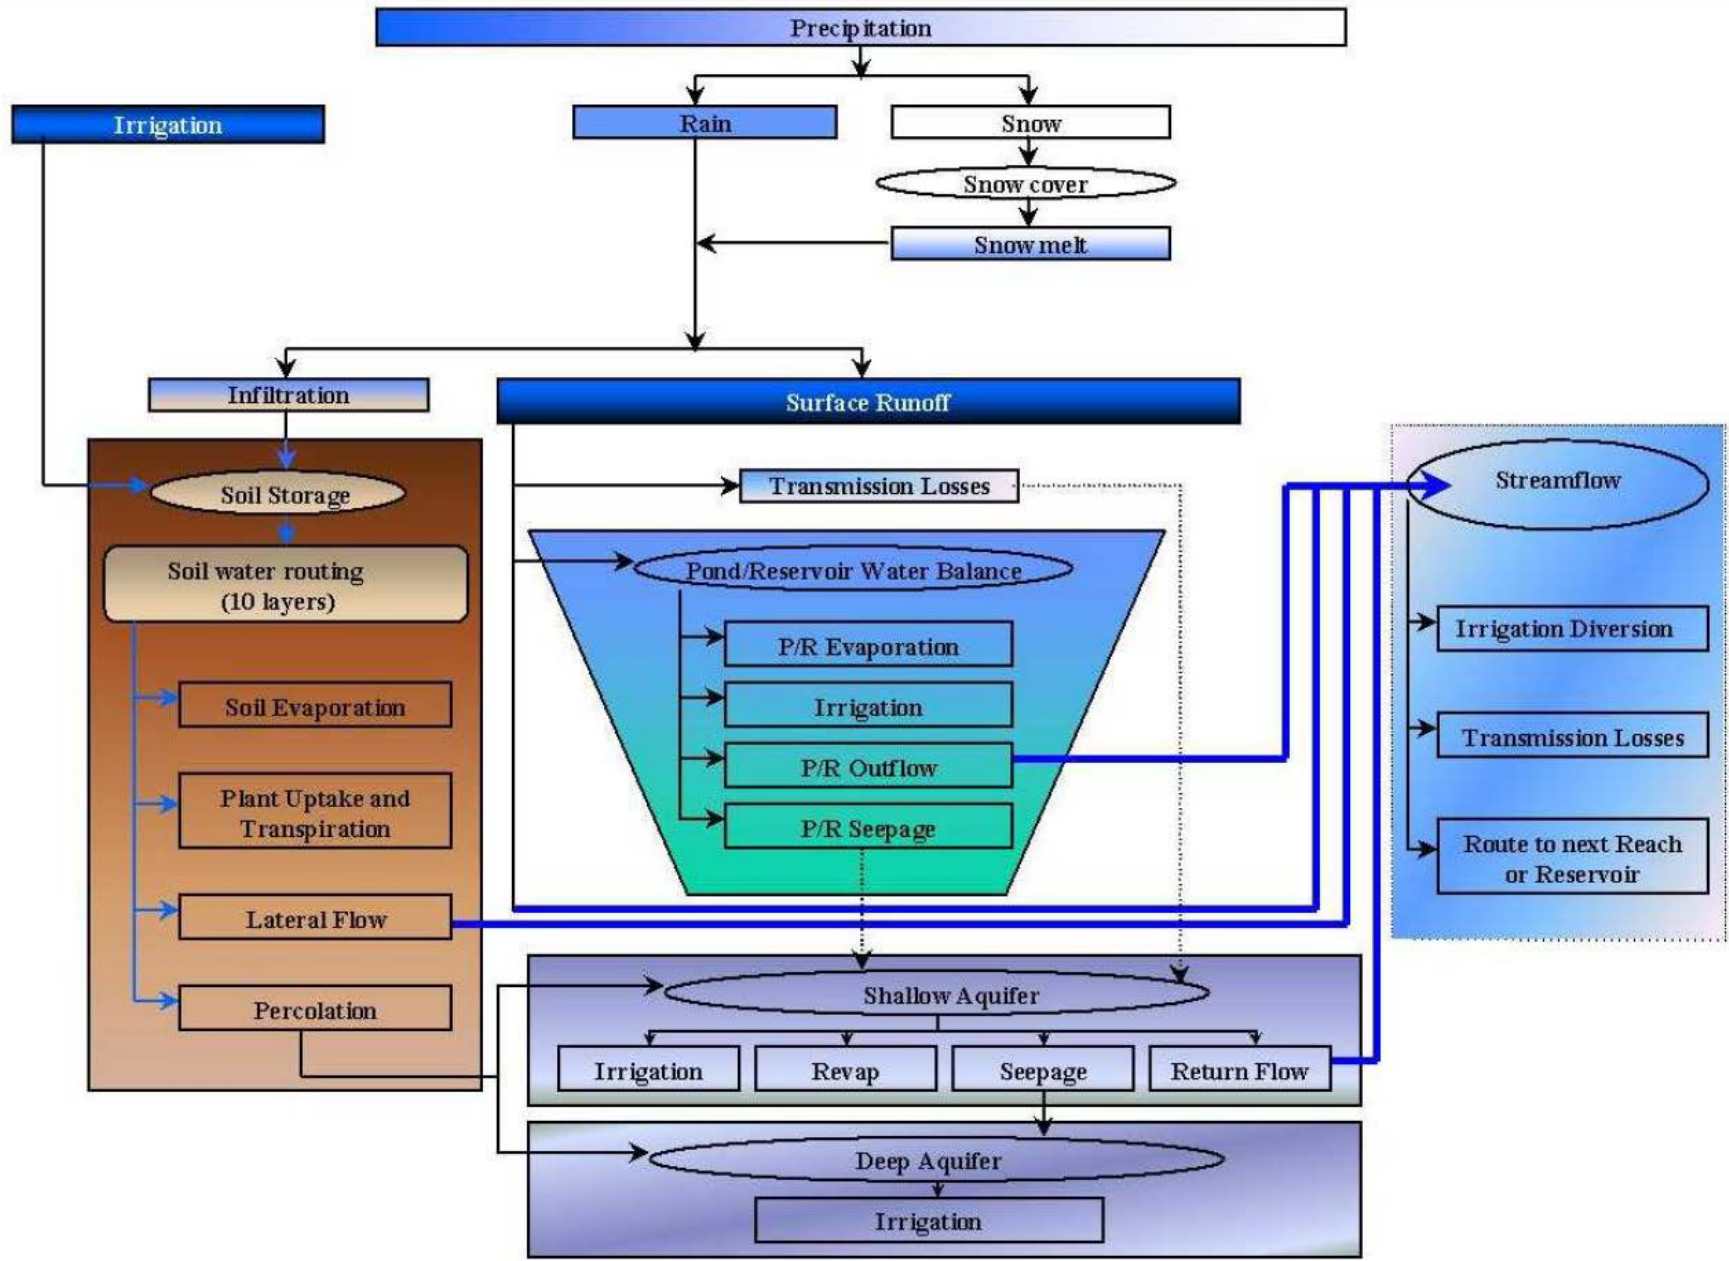 Precipitation
Irrigation
Rain
Snow
Snow cover
Snow melt
Infiltration
Surface Runoff
Soil Storage
Soil water routing
(10 layers)
Soil Evaporation
Plant Uptake and
Transpiration
Lateral Flow
Percolation
Transmission Losses
Pond/Reservoir Water Balance
P/R Evaporation
Irrigation
P/R Outflow
P/R Seepage
Streamflow
Irrigation Diversion
Transmission Losses
Route to next Reach
or Reservoir
Shallow Aquifer
Irrigation
Revap
Seepage
Return Flow
Deep Aquifer
Irrigation